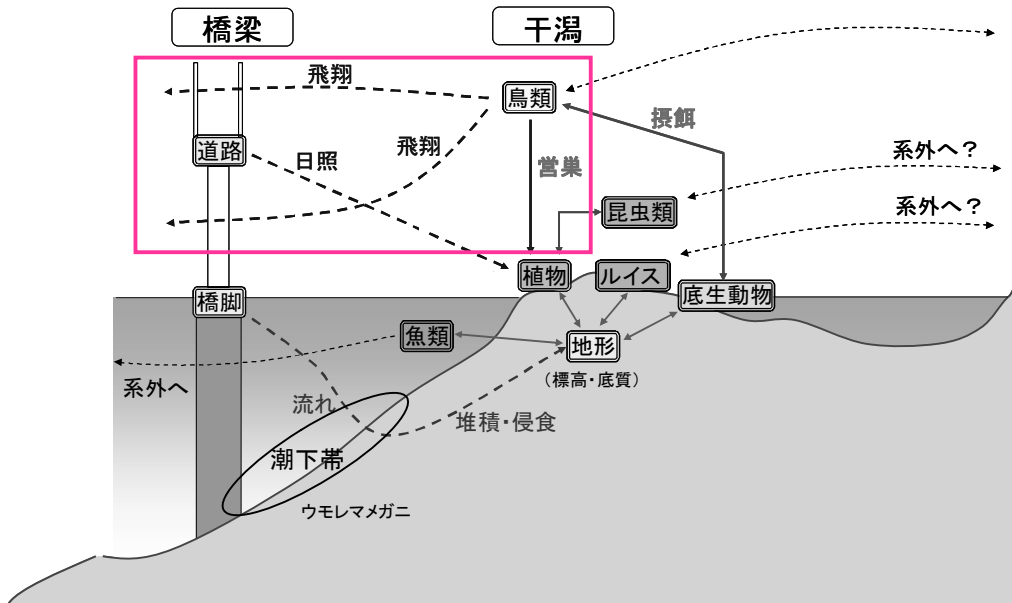 橋梁
干潟
飛翔
鳥類
摂餌
道路
日照
飛翔
営巣
系外へ？
昆虫類
系外へ？
植物
ルイス
底生動物
橋脚
魚類
地形
（標高・底質）
系外へ
流れ
堆積・侵食
潮下帯
ウモレマメガニ